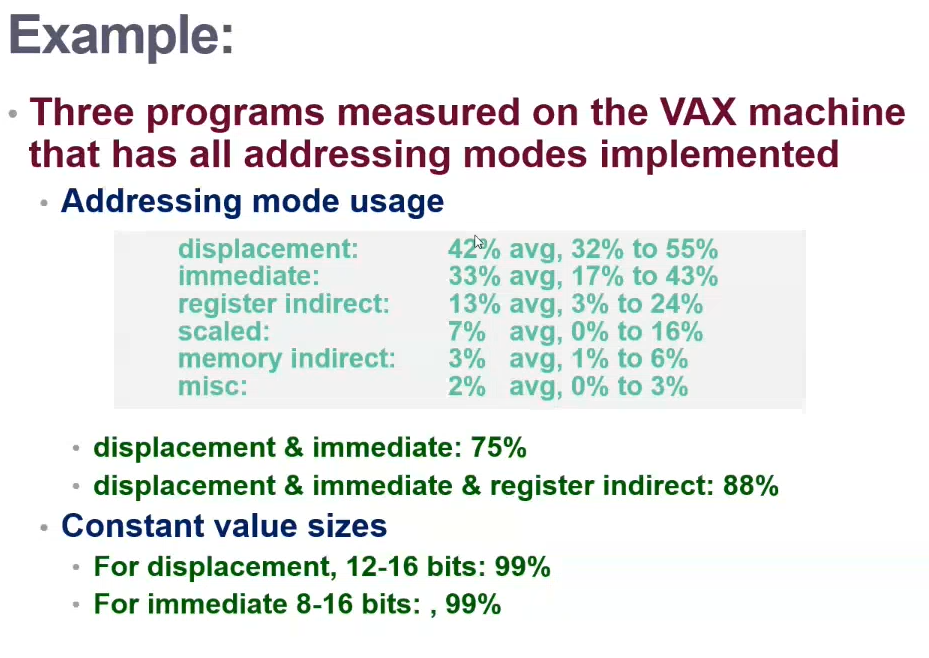 Example:
• Three programs measured on the VAX machine
that has all addressing modes implemented
• Addressing mode usage
displacement: 42% avg, 32% to 55%
immediate: 33% avg, 17% to 43%
register indirect: 13% avg, 3% to 24%
scaled: 7% avg, 0% to 16%
memory indirect: 3% avg, 1% to 6%
misc: 2% avg, 0% to 3%
• displacement & immediate: 75%
• displacement & immediate & register indirect: 88%
• Constant value sizes
• For displacement, 12-16 bits: 99%
• For immediate 8-16 bits: , 99%